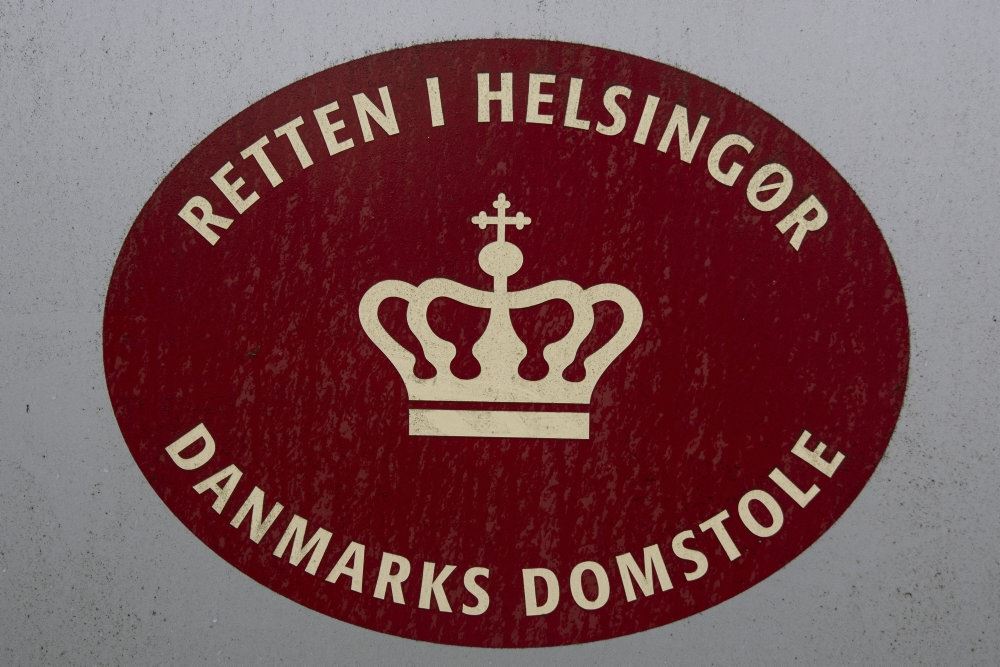 RETTEN I HELSINGØR
DANMARKS DOMSTOLE